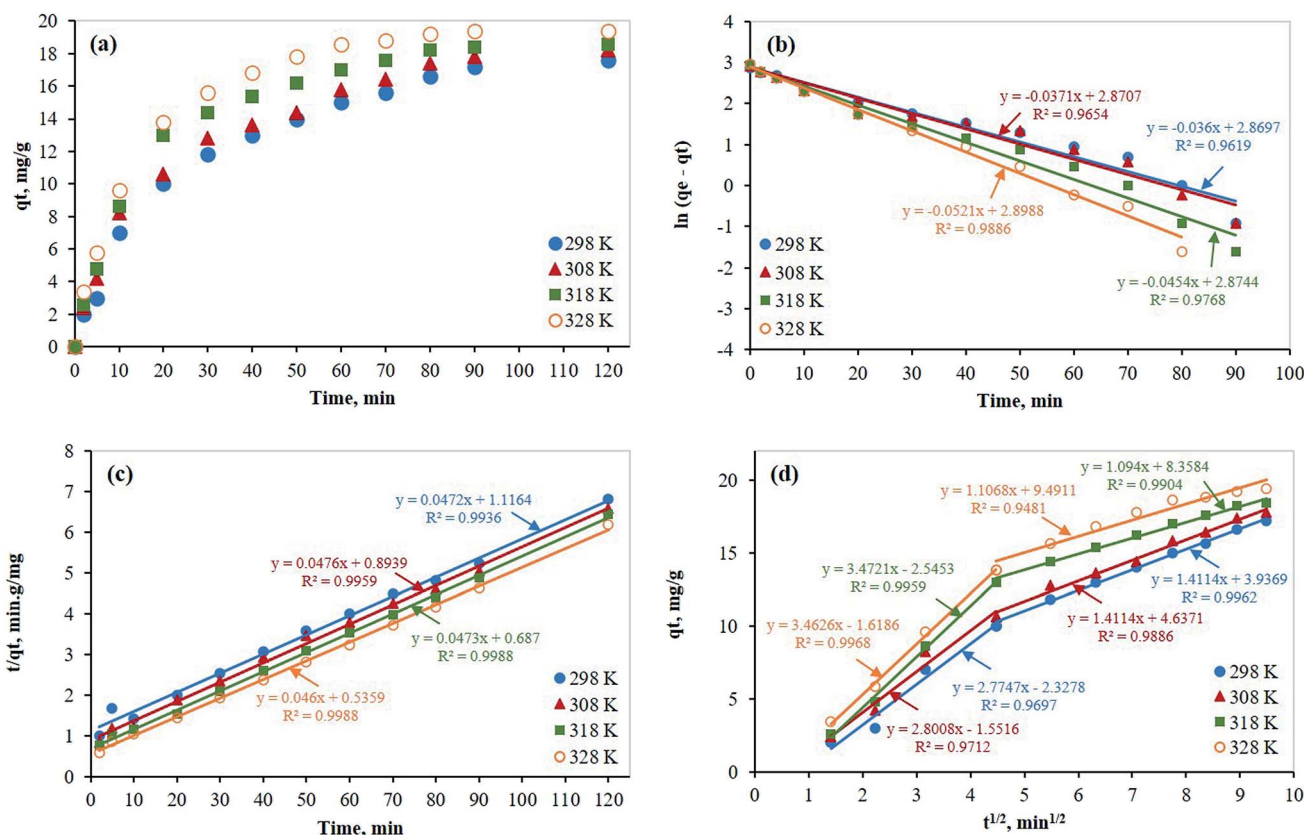 (a)
qt, mg/g
20
18
16
14
12
10
8
6
4
2
0
298 K
308 K
318 K
328 K
0 10 20 30 40 50 60 70 80 90 100 110 120
Time, min
(b)
ln (qe - qt)
4
3
2
1
0
-1
-2
-3
-4
y = -0.0371x + 2.8707
R² = 0.9654
y = -0.036x + 2.8697
R² = 0.9619
y = -0.0521x + 2.8988
R² = 0.9886
y = -0.0454x + 2.8744
R² = 0.9768
298 K
308 K
318 K
328 K
0 10 20 30 40 50 60 70 80 90 100
Time, min
(c)
t/qt, min.g/mg
8
7
6
5
4
3
2
1
0
y = 0.0472x + 1.1164
R² = 0.9936
y = 0.0476x + 0.8939
R² = 0.9959
y = 0.0473x + 0.687
R² = 0.9988
y = 0.046x + 0.5359
R² = 0.9988
298 K
308 K
318 K
328 K
0 10 20 30 40 50 60 70 80 90 100 110 120
Time, min
(d)
qt, mg/g
20
15
10
5
0
y = 1.094x + 8.3584
R² = 0.9904
y = 1.1068x + 9.4911
R² = 0.9481
y = 3.4721x - 2.5453
R² = 0.9959
y = 3.4626x - 1.6186
R² = 0.9968
y = 1.4114x + 3.9369
R² = 0.9962
y = 1.4114x + 4.6371
R² = 0.9886
y = 2.7747x - 2.3278
R² = 0.9697
y = 2.8008x - 1.5516
R² = 0.9712
298 K
308 K
318 K
328 K
0 1 2 3 4 5 6 7 8 9 10
t1/2, min1/2